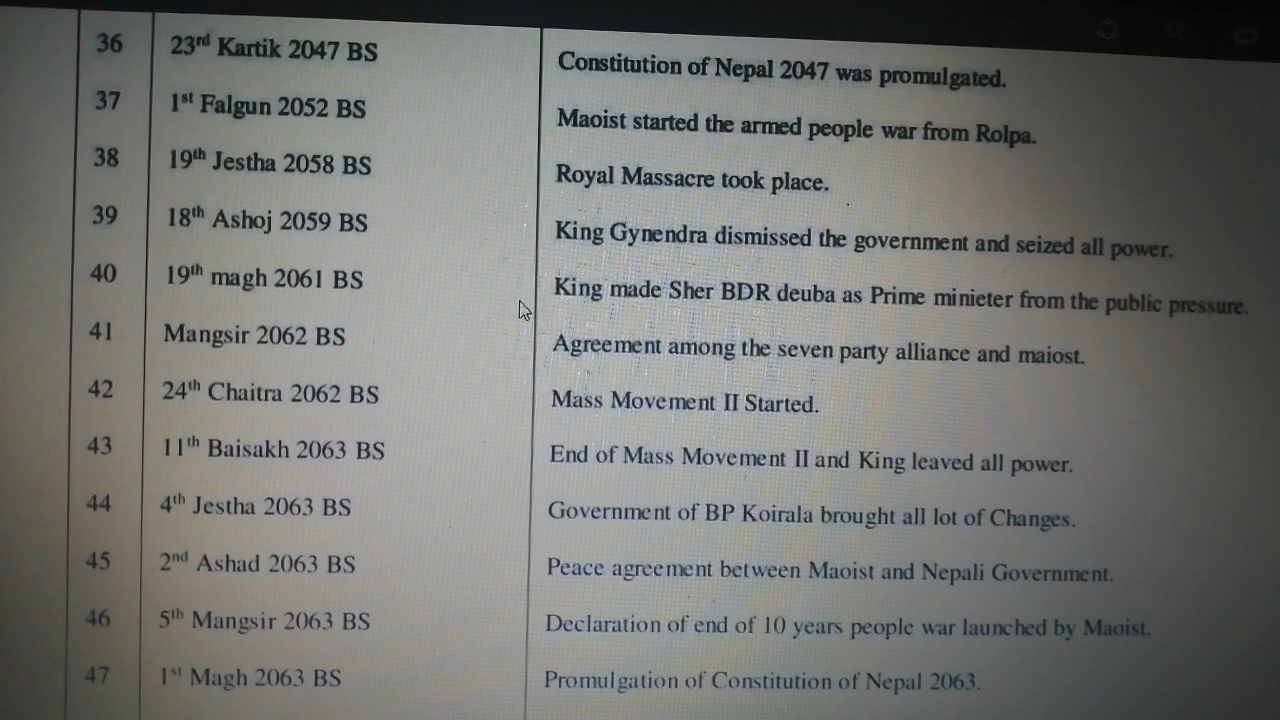 36 23rd Kartik 2047 BS Constitution of Nepal 2047 was promulgated.
37 1st Falgun 2052 BS Maoist started the armed people war from Rolpa.
38 19th Jestha 2058 BS Royal Massacre took place.
39 18th Ashoj 2059 BS King Gynendra dismissed the government and seized all power.
40 19th magh 2061 BS King made Sher BDR deuba as Prime minieter from the public pressure.
41 Mangsir 2062 BS Agreement among the seven party alliance and maiost.
42 24th Chaitra 2062 BS Mass Movement II Started.
43 11th Baisakh 2063 BS End of Mass Movement II and King leaved all power.
44 4th Jestha 2063 BS Government of BP Koirala brought all lot of Changes.
45 2nd Ashad 2063 BS Peace agreement between Maoist and Nepali Government.
46 5th Mangsir 2063 BS Declaration of end of 10 years people war launched by Maoist.
47 1st Magh 2063 BS Promulgation of Constitution of Nepal 2063.